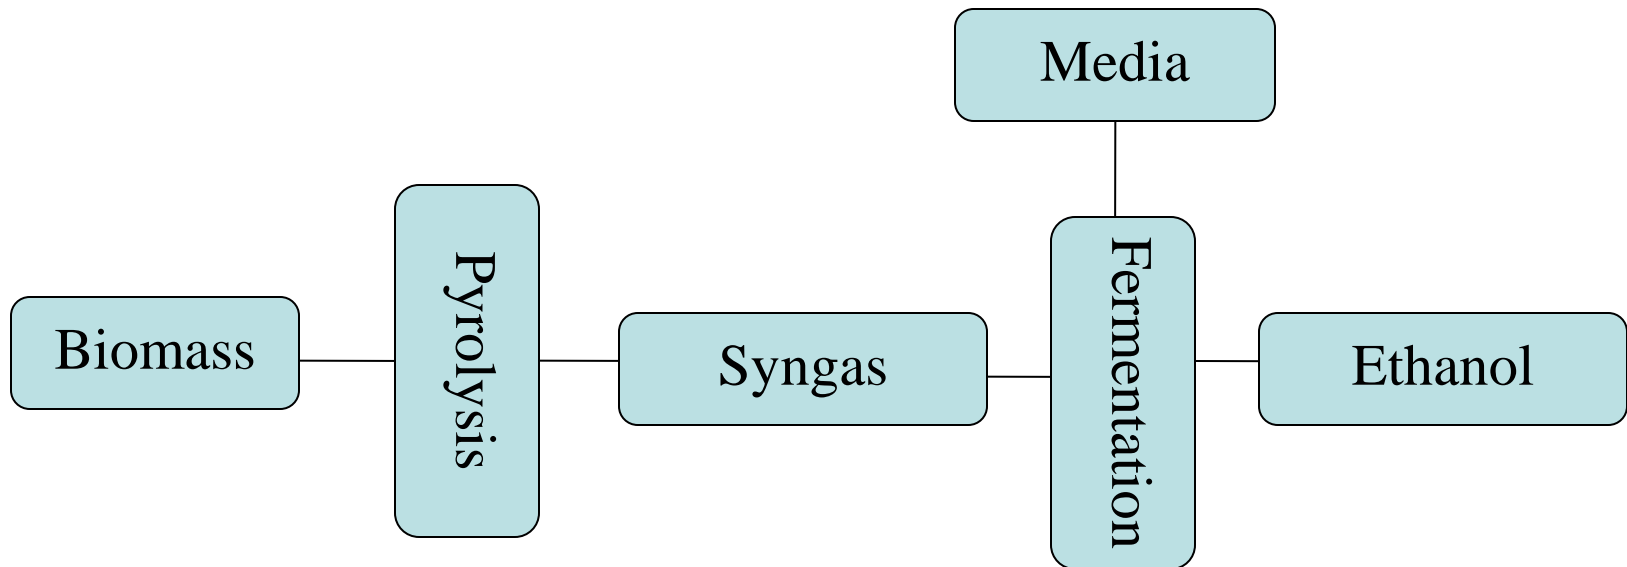 Media
Biomass
Pyrolysis
Syngas
Fermentation
Ethanol